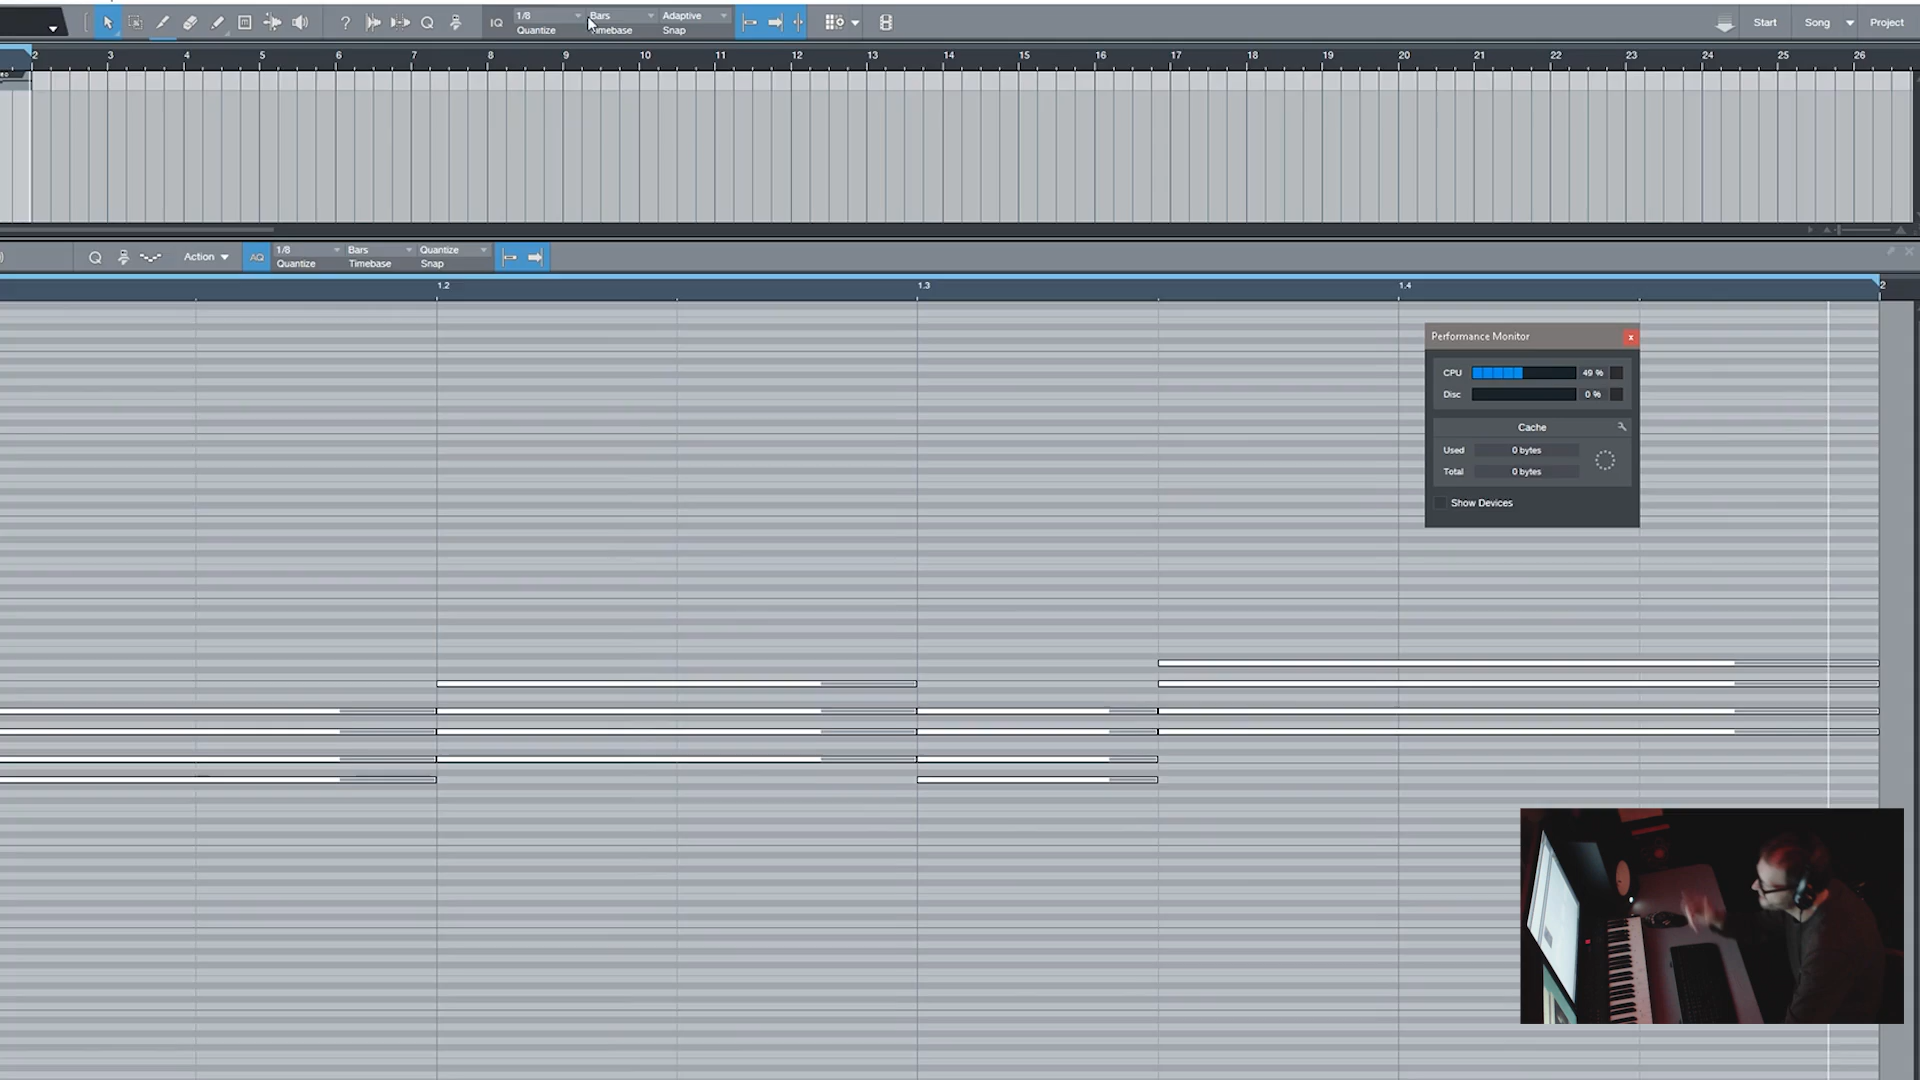 IQ 1/8 Bars Adaptive Start Song Project
Quantize Timebase Snap
2 3 4 5 6 7 8 9 10 11 12 13 14 15 16 17 18 19 20 21 22 23 24 25 26
Action AQ 1/8 Bars Quantize
Quantize Timebase Snap
1.2 1.3 1.4 2
Performance Monitor x
CPU 49 %
Disc 0 %
Cache
Used 0 bytes
Total 0 bytes
Show Devices